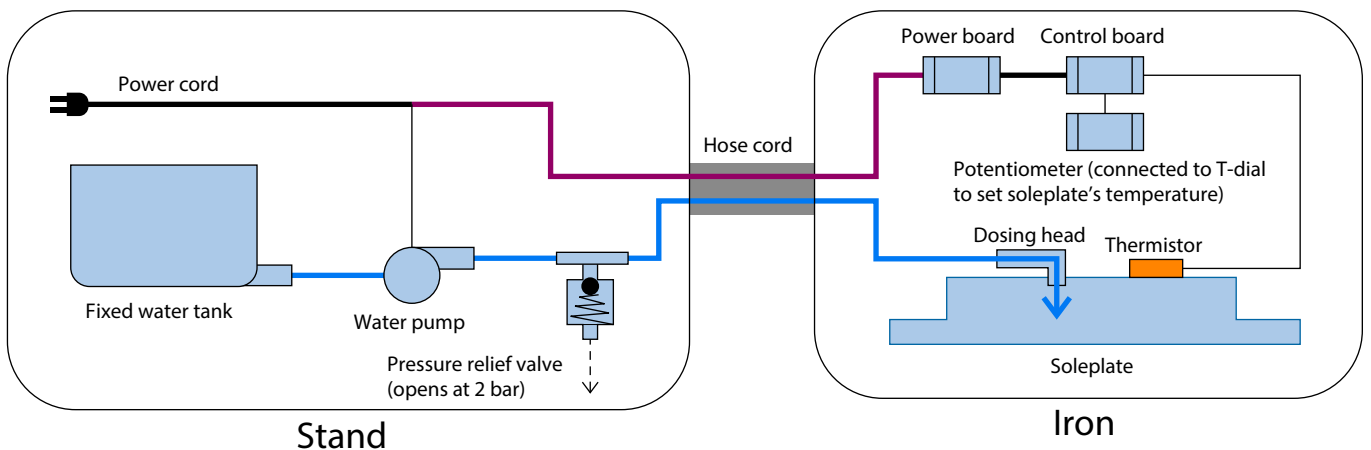 Power cord
Fixed water tank
Water pump
Pressure relief valve
(opens at 2 bar)
Stand
Hose cord
Power board
Control board
Potentiometer (connected to T-dial
to set soleplate’s temperature)
Dosing head
Thermistor
Soleplate
Iron